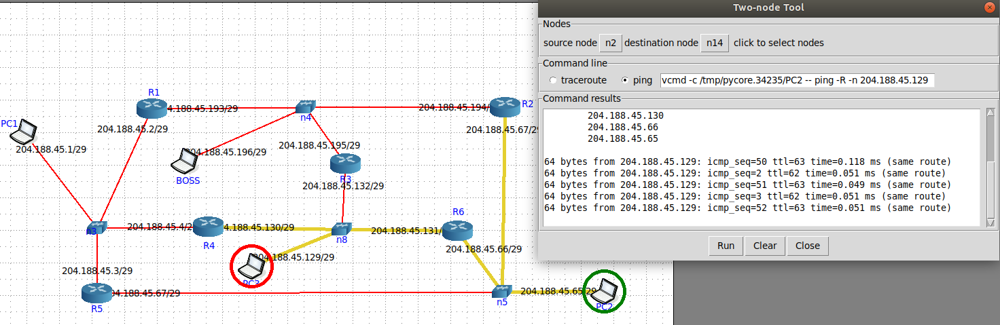 Two-node Tool
Nodes
source node n2 destination node n14 click to select nodes
Command line
traceroute ping vcmd -c /tmp/pycore.34235/PC2 -- ping -R -n 204.188.45.129
Command results
204.188.45.130
204.188.45.66
204.188.45.65
64 bytes from 204.188.45.129: icmp_seq=50 ttl=63 time=0.118 ms (same route)
64 bytes from 204.188.45.129: icmp_seq=2 ttl=62 time=0.051 ms (same route)
64 bytes from 204.188.45.129: icmp_seq=51 ttl=63 time=0.049 ms (same route)
64 bytes from 204.188.45.129: icmp_seq=3 ttl=62 time=0.051 ms (same route)
64 bytes from 204.188.45.129: icmp_seq=52 ttl=63 time=0.051 ms (same route)
Run Clear Close
R1
4.188.45.193/29
204.188.45.194/
R2
n4
PC1
204.188.45.2/29
204.188.45.67/29
204.188.45.1/29
204.188.45.195/29
204.188.45.196/29
BOSS
R3
204.188.45.132/29
R6
n3
204.188.45.4/2
4.188.45.130/29
204.188.45.131/
R4
n8
204.188.45.66/29
204.188.45.129/29
PC3
204.188.45.3/29
4.188.45.67/29
204.188.45.65/29
R5
n5
PC2